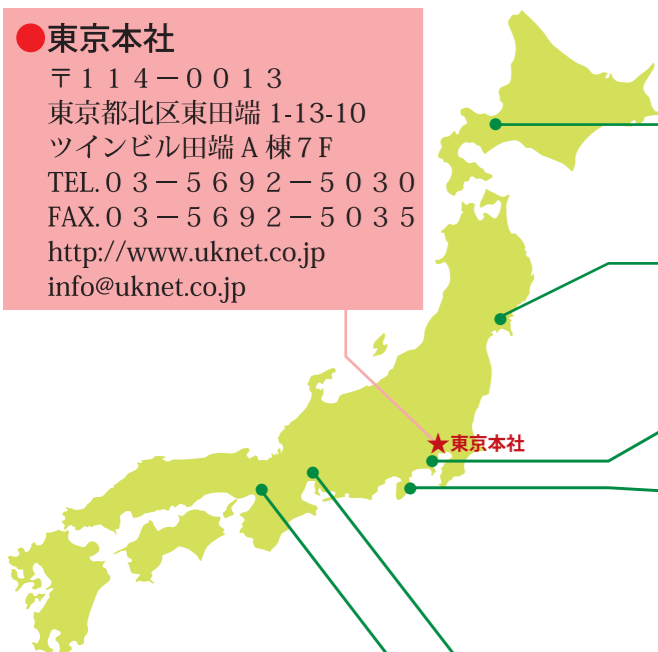 ●東京本社
〒１１４－００１３
東京都北区東田端 1-13-10
ツインビル田端 A 棟７F
TEL.０３－５６９２－５０３０
FAX.０３－５６９２－５０３５
http://www.uknet.co.jp
info@uknet.co.jp
★東京本社